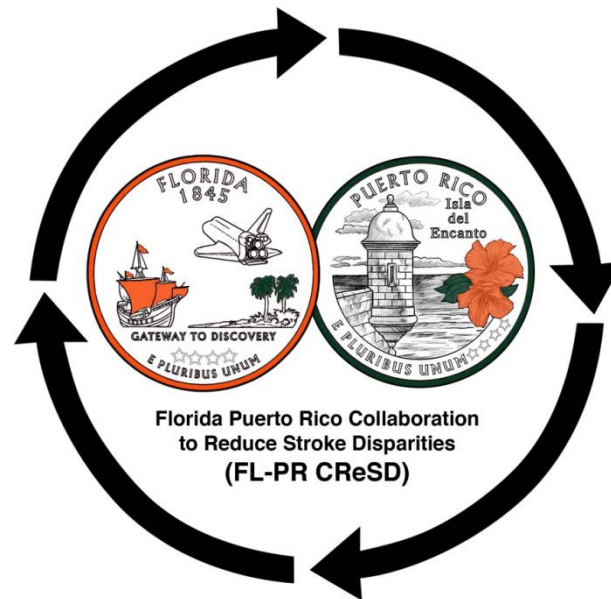 FLORIDA
1845
GATEWAY TO DISCOVERY
E PLURIBUS UNUM
PUERTO RICO
Isla
del
Encanto
E PLURIBUS UNUM
Florida Puerto Rico Collaboration
to Reduce Stroke Disparities
(FL-PR CReSD)